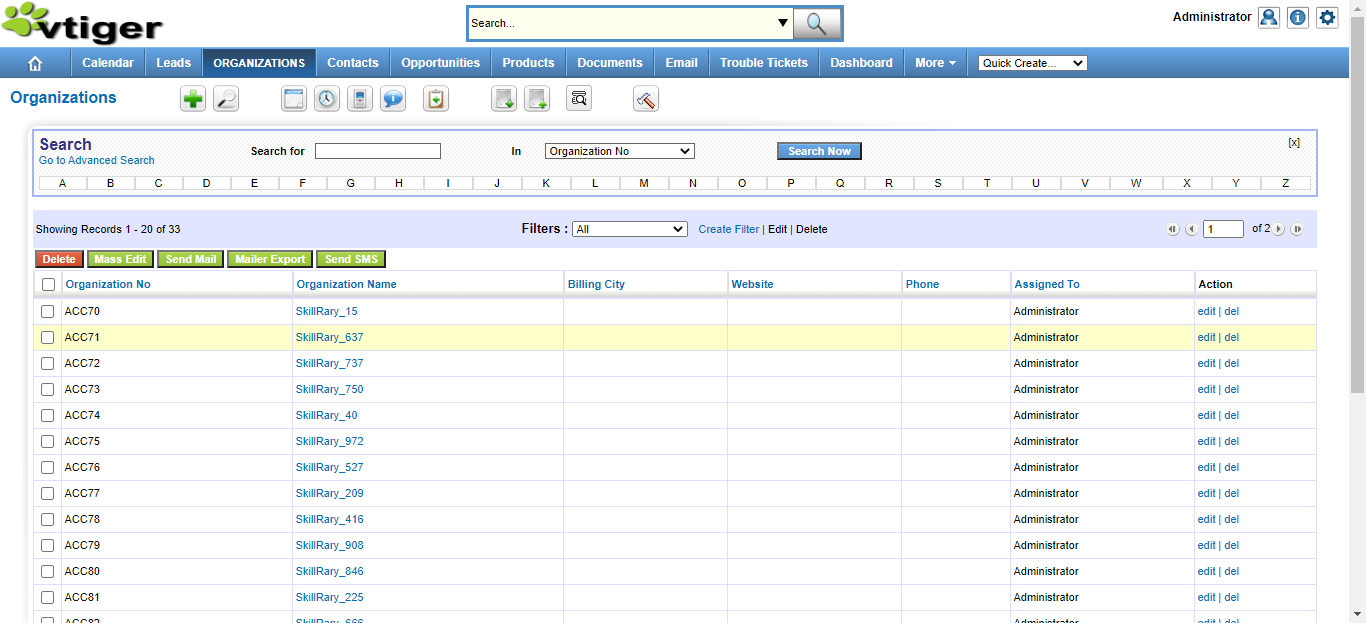 vtiger
Search...
Administrator
Calendar Leads ORGANIZATIONS Contacts Opportunities Products Documents Email Trouble Tickets Dashboard More Quick Create...
Organizations
Search
Go to Advanced Search
Search for In Organization No Search Now [X]
A B C D E F G H I J K L M N O P Q R S T U V W X Y Z
Showing Records 1 - 20 of 33 Filters : All Create Filter | Edit | Delete 1 of 2
Delete Mass Edit Send Mail Mailer Export Send SMS
Organization No Organization Name Billing City Website Phone Assigned To Action
ACC70 SkillRary_15 Administrator edit | del
ACC71 SkillRary_637 Administrator edit | del
ACC72 SkillRary_737 Administrator edit | del
ACC73 SkillRary_750 Administrator edit | del
ACC74 SkillRary_40 Administrator edit | del
ACC75 SkillRary_972 Administrator edit | del
ACC76 SkillRary_527 Administrator edit | del
ACC77 SkillRary_209 Administrator edit | del
ACC78 SkillRary_416 Administrator edit | del
ACC79 SkillRary_908 Administrator edit | del
ACC80 SkillRary_846 Administrator edit | del
ACC81 SkillRary_225 Administrator edit | del
ACC82 SkillRary_666 Administrator edit | del